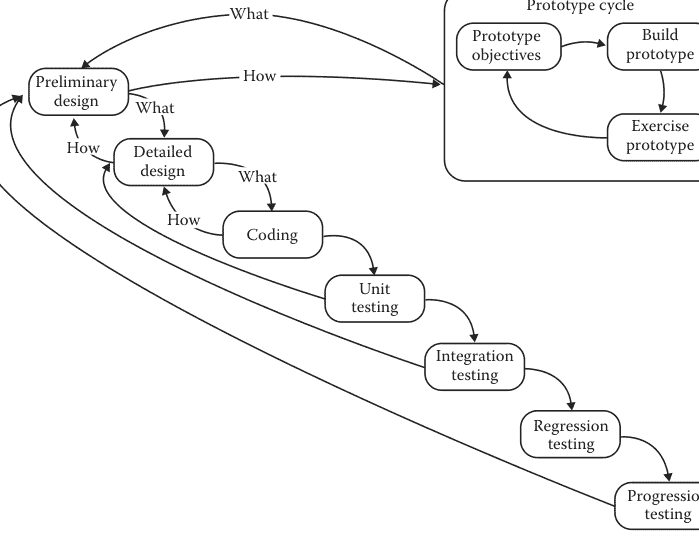 Prototype cycle
What
Prototype
objectives
Build
prototype
How
Preliminary
design
What
Exercise
prototype
How
Detailed
design
What
How
Coding
Unit
testing
Integration
testing
Regression
testing
Progressio
testing